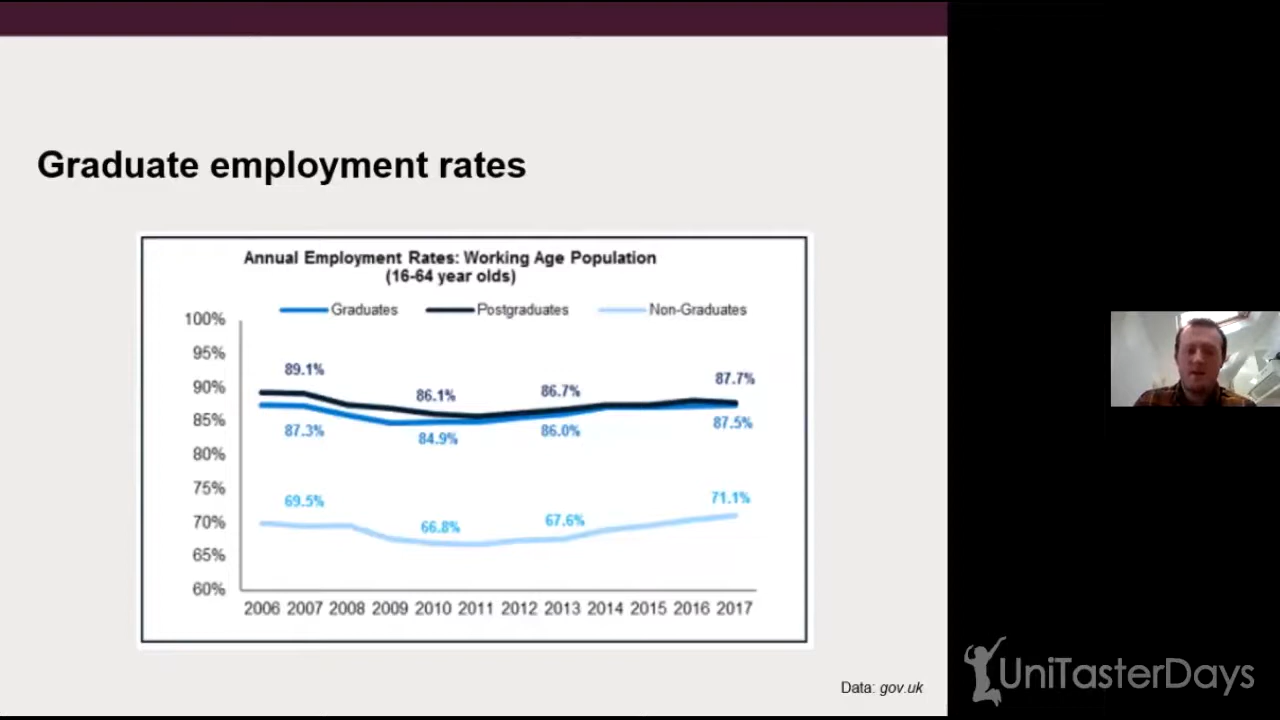 Graduate employment rates
Annual Employment Rates: Working Age Population
(16-64 year olds)
Graduates Postgraduates Non-Graduates
100%
95%
90%
85%
80%
75%
70%
65%
60%
89.1% 86.1% 86.7% 87.7%
87.3% 84.9% 86.0% 87.5%
69.5% 66.8% 67.6% 71.1%
2006 2007 2008 2009 2010 2011 2012 2013 2014 2015 2016 2017
Data: gov.uk
UniTasterDays